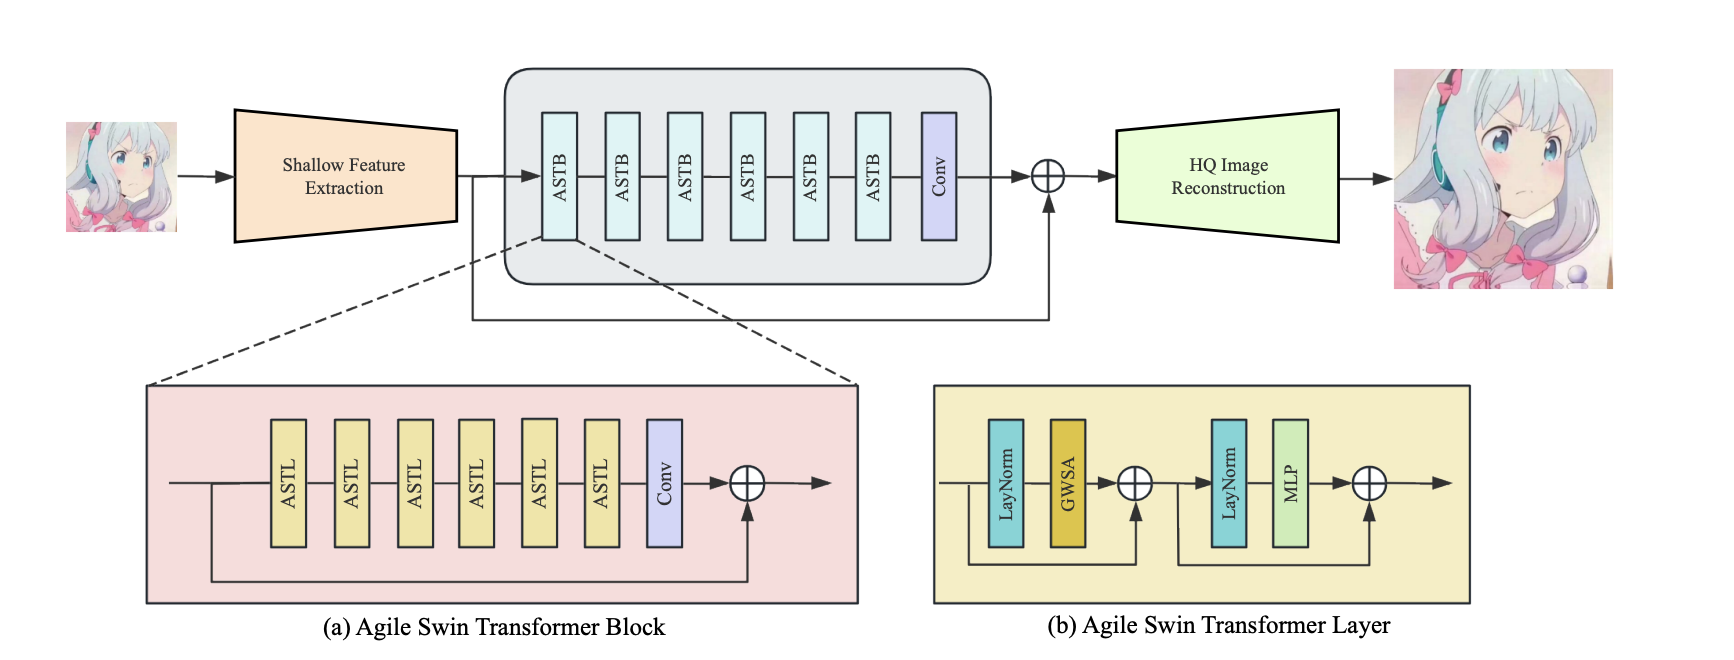 Shallow Feature
Extraction
ASTB
ASTB
ASTB
ASTB
ASTB
ASTB
Conv
HQ Image
Reconstruction
ASTL
ASTL
ASTL
ASTL
ASTL
ASTL
Conv
(a) Agile Swin Transformer Block
LayNorm
GWSA
LayNorm
MLP
(b) Agile Swin Transformer Layer